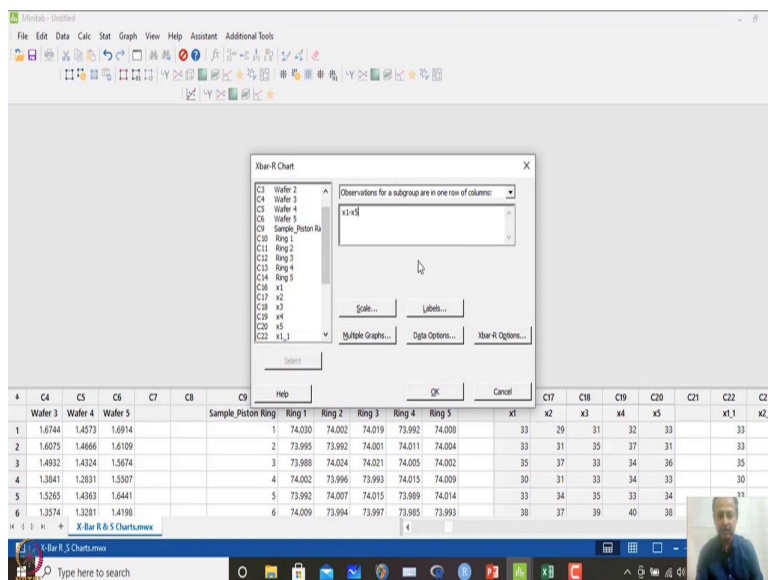 Minitab - Untitled
File Edit Data Calc Stat Graph View Help Assistant Additional Tools
Xbar-R Chart
C3 Wafer 2
C4 Wafer 3
C5 Wafer 4
C6 Wafer 5
C9 Sample_Piston Ri
C10 Ring 1
C11 Ring 2
C12 Ring 3
C13 Ring 4
C14 Ring 5
C16 x1
C17 x2
C18 x3
C19 x4
C20 x5
C22 x1_1
Observations for a subgroup are in one row of columns:
x1-x5
Scale... Labels...
Multiple Graphs... Data Options... Xbar-R Options...
Select
Help OK Cancel
C4 C5 C6 C7 C8 C9 C17 C18 C19 C20 C21 C22
Wafer 3 Wafer 4 Wafer 5 Sample_Piston Ring Ring 1 Ring 2 Ring 3 Ring 4 Ring 5 x1 x2 x3 x4 x5 x1_1
1 1.6744 1.4573 1.6914 1 74.030 74.002 74.019 73.992 74.008 33 29 31 32 33 33
2 1.6075 1.4666 1.6109 2 73.995 73.992 74.001 74.011 74.004 33 31 35 37 31 33
3 1.4932 1.4324 1.5674 3 73.988 74.024 74.021 74.005 74.002 35 37 33 34 36 35
4 1.3841 1.2831 1.5507 4 74.002 73.996 73.993 74.015 74.009 30 31 33 34 33 30
5 1.5265 1.4363 1.6441 5 73.992 74.007 74.015 73.989 74.014 33 34 35 33 34
6 1.3574 1.3281 1.4198 6 74.009 73.994 73.997 73.985 73.993 38 37 39 40 38
X-Bar R & S Charts.mwx
Type here to search